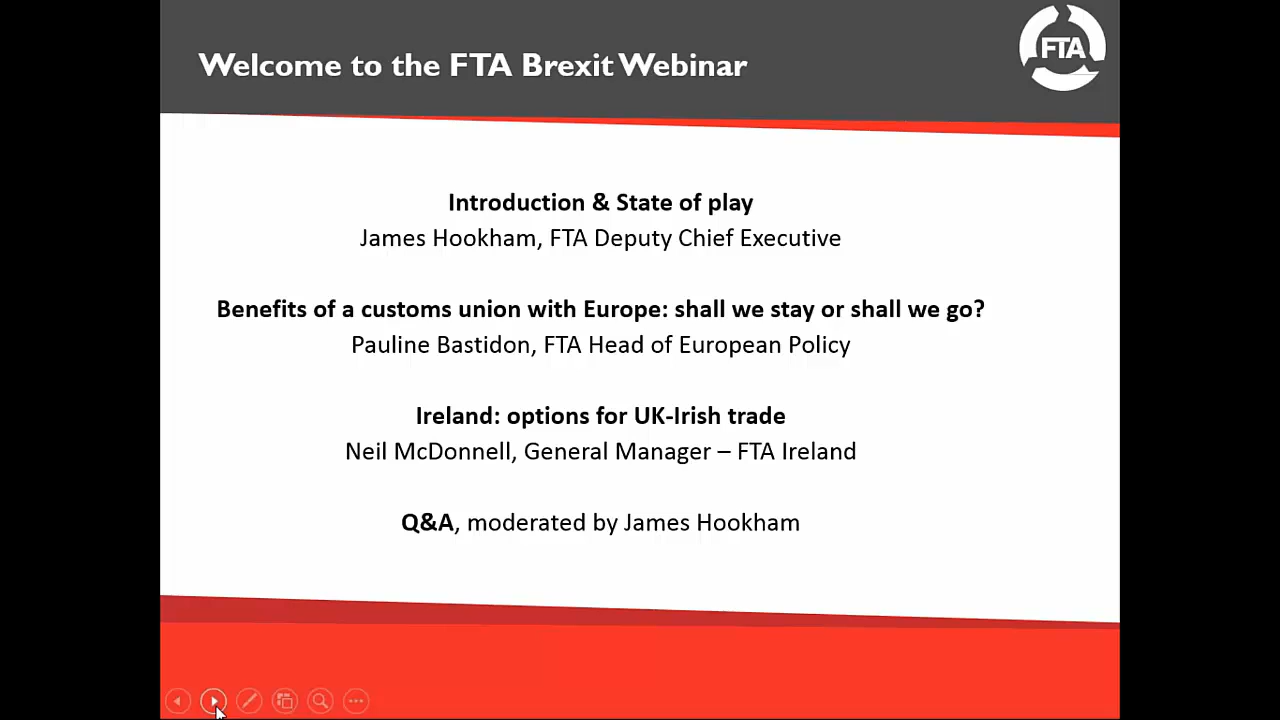 Welcome to the FTA Brexit Webinar
FTA
Introduction & State of play
James Hookham, FTA Deputy Chief Executive
Benefits of a customs union with Europe: shall we stay or shall we go?
Pauline Bastidon, FTA Head of European Policy
Ireland: options for UK-Irish trade
Neil McDonnell, General Manager – FTA Ireland
Q&A, moderated by James Hookham